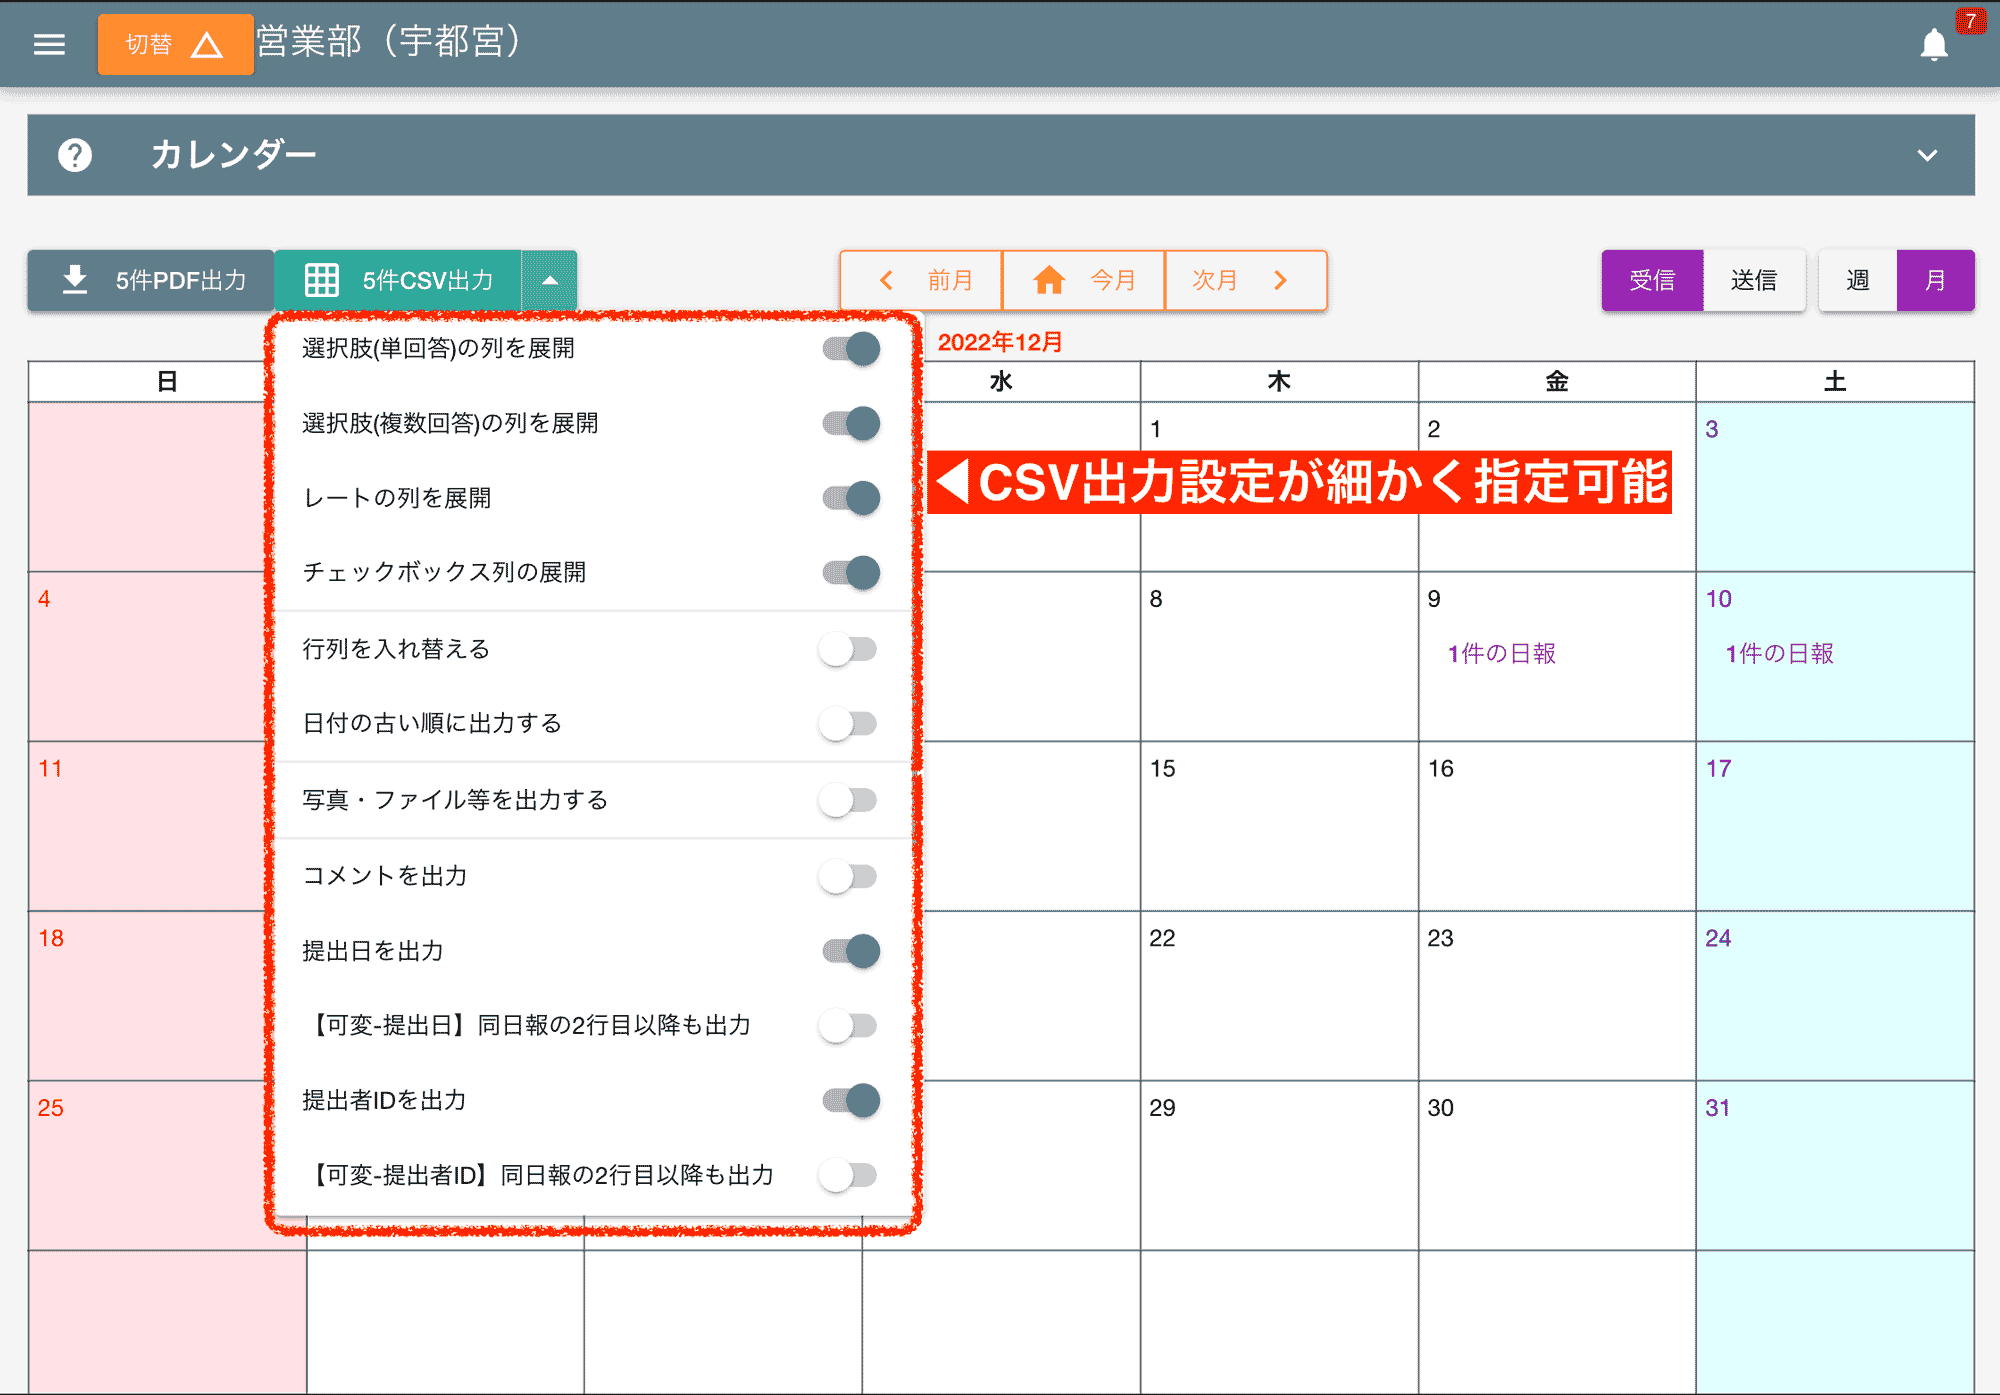 切替
営業部（宇都宮）
7
カレンダー
5件PDF出力
5件CSV出力
前月
今月
次月
受信
送信
週
月
2022年12月
選択肢(単回答)の列を展開
選択肢(複数回答)の列を展開
レートの列を展開
チェックボックス列の展開
行列を入れ替える
日付の古い順に出力する
写真・ファイル等を出力する
コメントを出力
提出日を出力
【可変-提出日】同日報の2行目以降も出力
提出者IDを出力
【可変-提出者ID】同日報の2行目以降も出力
◀CSV出力設定が細かく指定可能
日 水 木 金 土
1 2 3
4 8 9 10
1件の日報 1件の日報
11 15 16 17
18 22 23 24
25 29 30 31